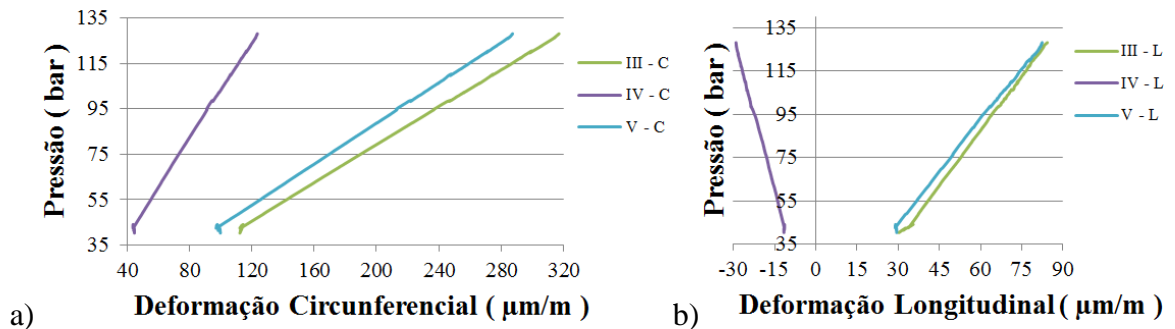 Pressão ( bar )
135
115
95
75
55
35
40 80 120 160 200 240 280 320
Deformação Circunferencial ( µm/m )
III - C
IV - C
V - C
a)
Pressão ( bar )
135
115
95
75
55
35
-30 -15 0 15 30 45 60 75 90
Deformação Longitudinal ( µm/m )
III - L
IV - L
V - L
b)